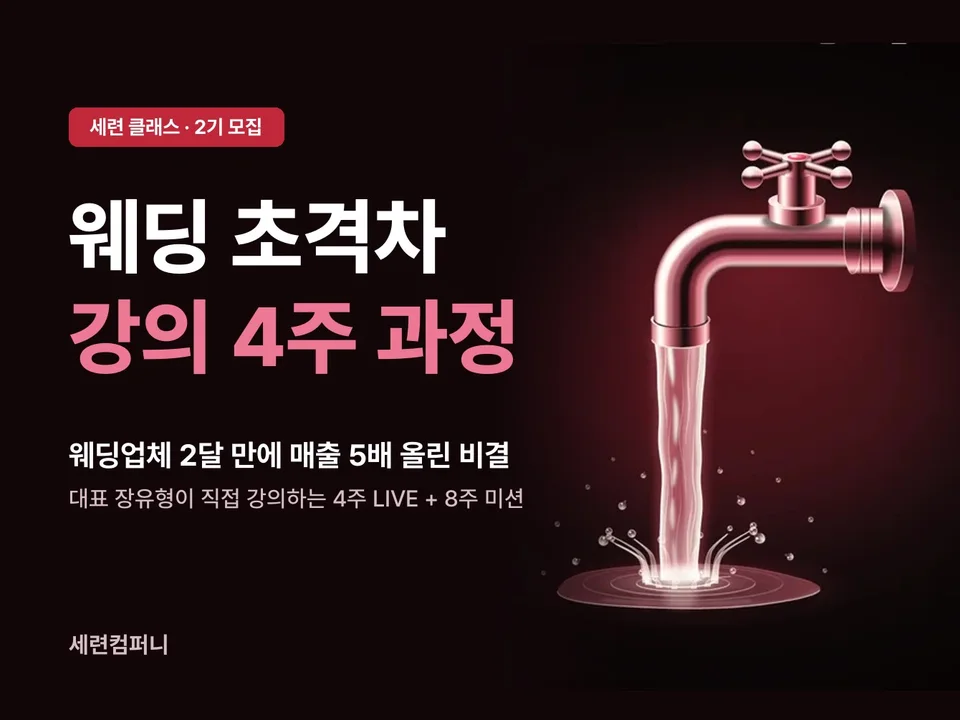 세련 클래스 · 2기 모집
웨딩 초격차
강의 4주 과정
웨딩업체 2달 만에 매출 5배 올린 비결
대표 장유형이 직접 강의하는 4주 LIVE + 8주 미션
세련컴퍼니